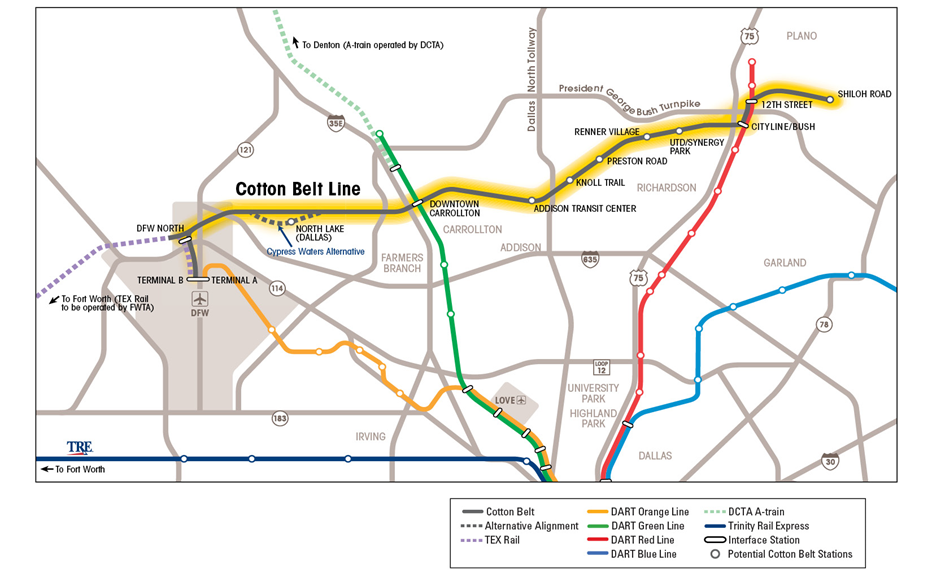 75
PLANO
To Denton (A-train operated by DCTA)
Dallas North Tollway
President George Bush Turnpike
SHILOH ROAD
12TH STREET
35E
CITYLINE/BUSH
RENNER VILLAGE
UTD/SYNERGY
PARK
121
PRESTON ROAD
Cotton Belt Line
KNOLL TRAIL
RICHARDSON
DOWNTOWN
CARROLLTON
ADDISON TRANSIT CENTER
DFW NORTH
NORTH LAKE
(DALLAS)
CARROLLTON
Cypress Waters Alternative
ADDISON
FARMERS
BRANCH
635
GARLAND
75
TERMINAL B
TERMINAL A
114
To Fort Worth (TEX Rail
to be operated by FWTA)
DFW
78
LOOP
12
UNIVERSITY
PARK
LOVE
HIGHLAND
PARK
183
IRVING
DALLAS
TRE
30
To Fort Worth
Cotton Belt
Alternative Alignment
TEX Rail
DART Orange Line
DART Green Line
DART Red Line
DART Blue Line
DCTA A-train
Trinity Rail Express
Interface Station
Potential Cotton Belt Stations